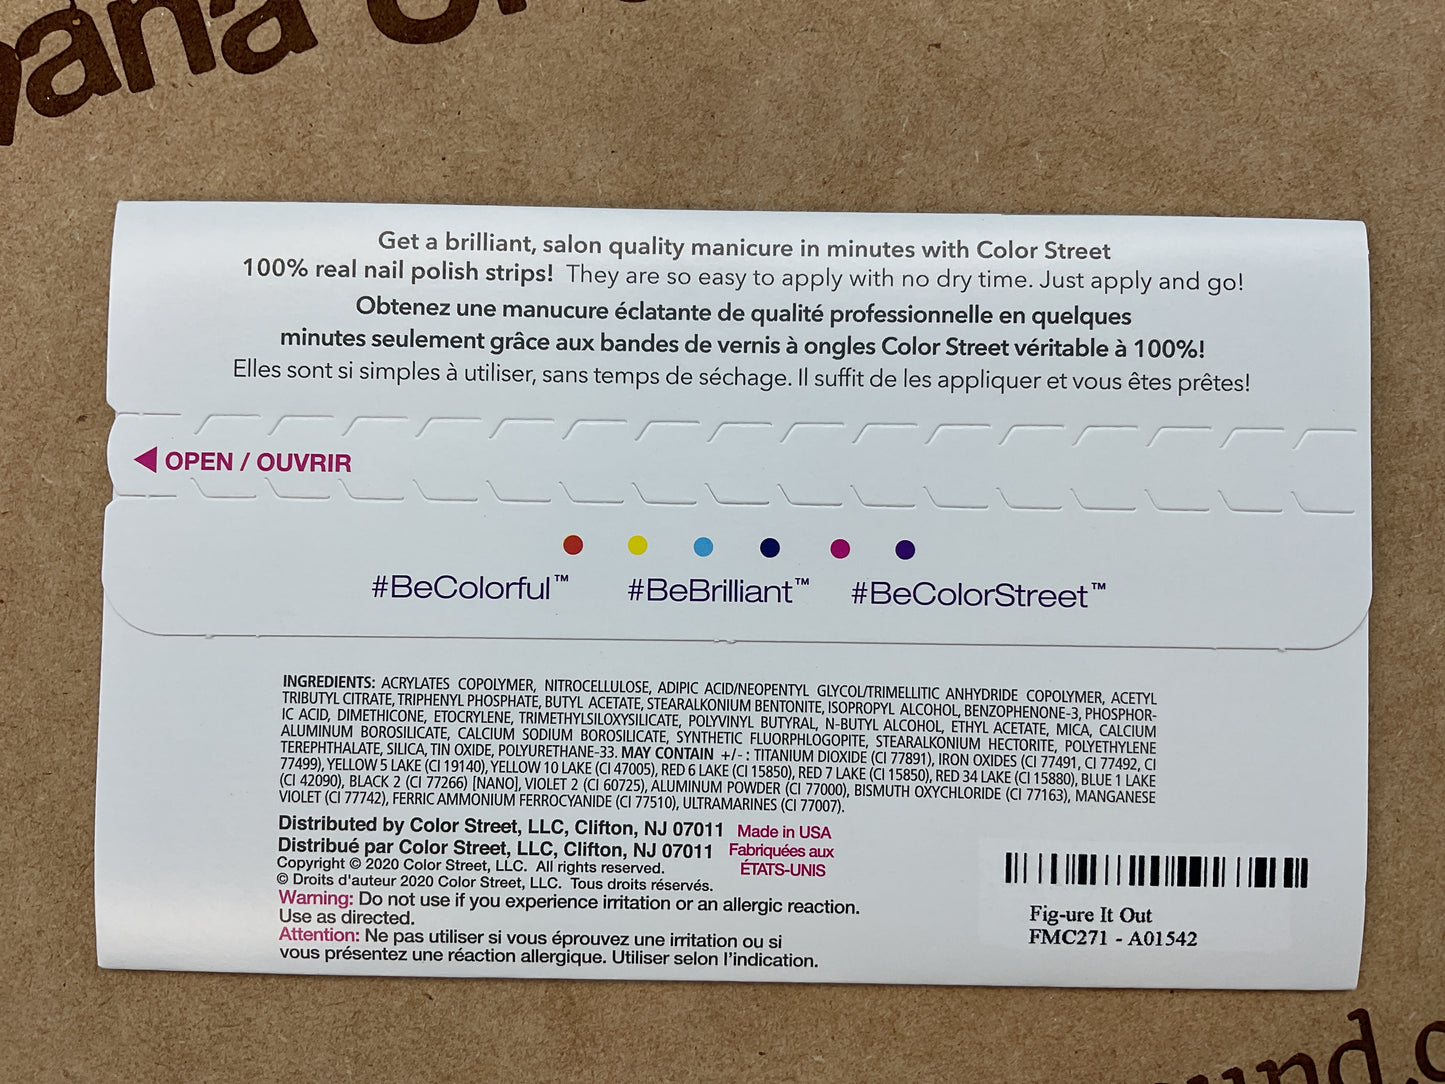 Get a brilliant, salon quality manicure in minutes with Color Street
100% real nail polish strips! They are so easy to apply with no dry time. Just apply and go!
Obtenez une manucure éclatante de qualité professionnelle en quelques
minutes seulement grâce aux bandes de vernis à ongles Color Street véritable à 100%!
Elles sont si simples à utiliser, sans temps de séchage. Il suffit de les appliquer et vous êtes prêtes!
OPEN / OUVRIR
#BeColorful™ #BeBrilliant™ #BeColorStreet™
INGREDIENTS: ACRYLATES COPOLYMER, NITROCELLULOSE, ADIPIC ACID/NEOPENTYL GLYCOL/TRIMELLITIC ANHYDRIDE COPOLYMER, ACETYL
TRIBUTYL CITRATE, TRIPHENYL PHOSPHATE, BUTYL ACETATE, STEARALKONIUM BENTONITE, ISOPROPYL ALCOHOL, BENZOPHENONE-3, PHOSPHOR-
IC ACID, DIMETHICONE, ETOCRYLENE, TRIMETHYLSILOXYSILICATE, POLYVINYL BUTYRAL, N-BUTYL ALCOHOL, ETHYL ACETATE, MICA, CALCIUM
ALUMINUM BOROSILICATE, CALCIUM SODIUM BOROSILICATE, SYNTHETIC FLUORPHLOGOPITE, STEARALKONIUM HECTORITE, POLYETHYLENE
TEREPHTHALATE, SILICA, TIN OXIDE, POLYURETHANE-33. MAY CONTAIN +/- : TITANIUM DIOXIDE (CI 77891), IRON OXIDES (CI 77491, CI 77492, CI
77499), YELLOW 5 LAKE (CI 19140), YELLOW 10 LAKE (CI 47005), RED 6 LAKE (CI 15850), RED 7 LAKE (CI 15850), RED 34 LAKE (CI 15880), BLUE 1 LAKE
(CI 42090), BLACK 2 (CI 77266) [NANO], VIOLET 2 (CI 60725), ALUMINUM POWDER (CI 77000), BISMUTH OXYCHLORIDE (CI 77163), MANGANESE
VIOLET (CI 77742), FERRIC AMMONIUM FERROCYANIDE (CI 77510), ULTRAMARINES (CI 77007).
Distributed by Color Street, LLC, Clifton, NJ 07011 Made in USA
Distribué par Color Street, LLC, Clifton, NJ 07011 Fabriquées aux
ÉTATS-UNIS
Copyright © 2020 Color Street, LLC. All rights reserved.
© Droits d'auteur 2020 Color Street, LLC. Tous droits réservés.
Warning: Do not use if you experience irritation or an allergic reaction.
Use as directed.
Attention: Ne pas utiliser si vous éprouvez une irritation ou si
vous présentez une réaction allergique. Utiliser selon l'indication.
Fig-ure It Out
FMC271 - A01542